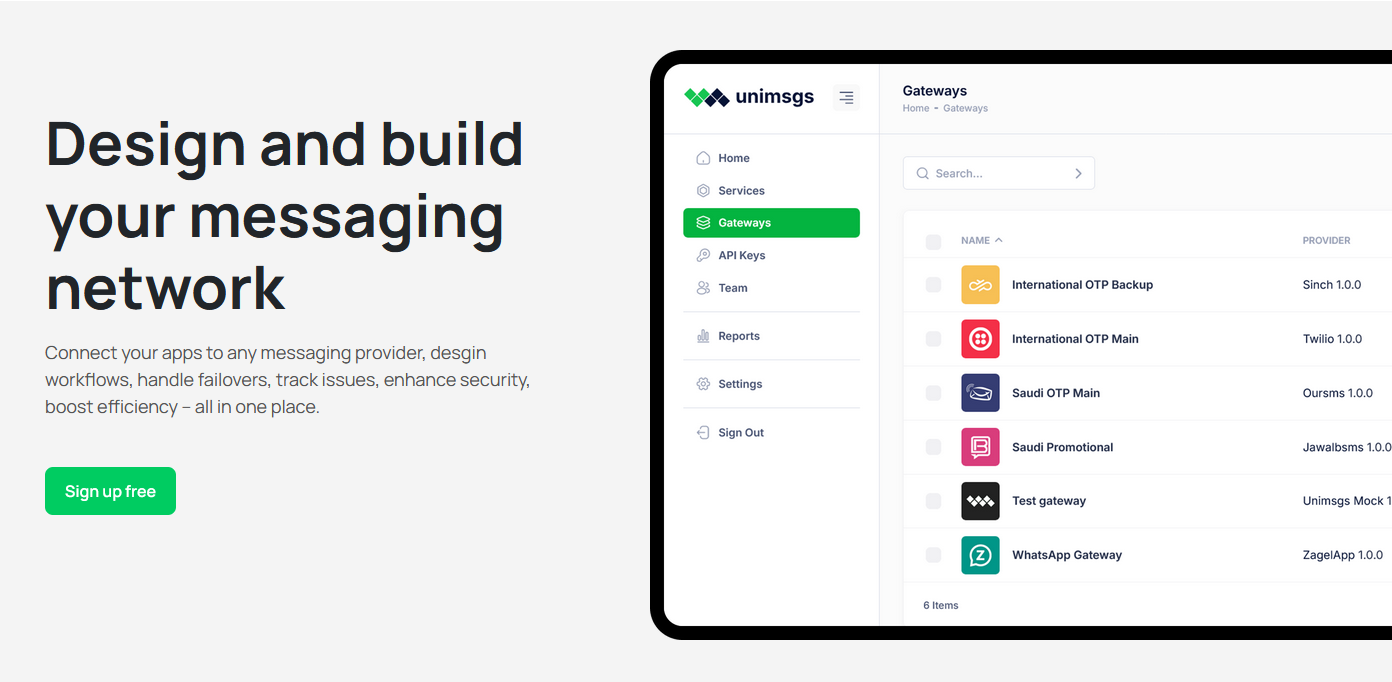 Design and build
your messaging
network
Connect your apps to any messaging provider, desgin
workflows, handle failovers, track issues, enhance security,
boost efficiency – all in one place.
Sign up free
unimsgs
Home
Services
Gateways
API Keys
Team
Reports
Settings
Sign Out
Gateways
Home - Gateways
Search...
NAME PROVIDER
International OTP Backup Sinch 1.0.0
International OTP Main Twilio 1.0.0
Saudi OTP Main Oursms 1.0.0
Saudi Promotional Jawalbsms 1.0.0
Test gateway Unimsgs Mock 1
WhatsApp Gateway ZagelApp 1.0.0
6 Items